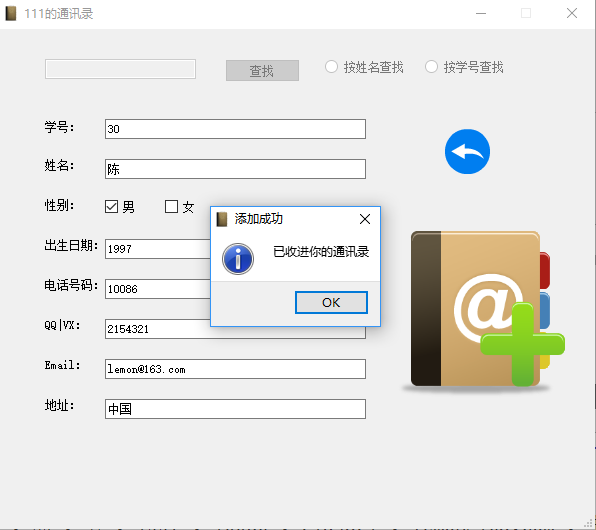 111的通讯录
查找
按姓名查找
按学号查找
学号：
30
姓名：
陈
性别：
男
女
出生日期：
1997
电话号码：
10086
QQ|VX：
2154321
Email：
lemon@163.com
地址：
中国
添加成功
已收进你的通讯录
OK
@